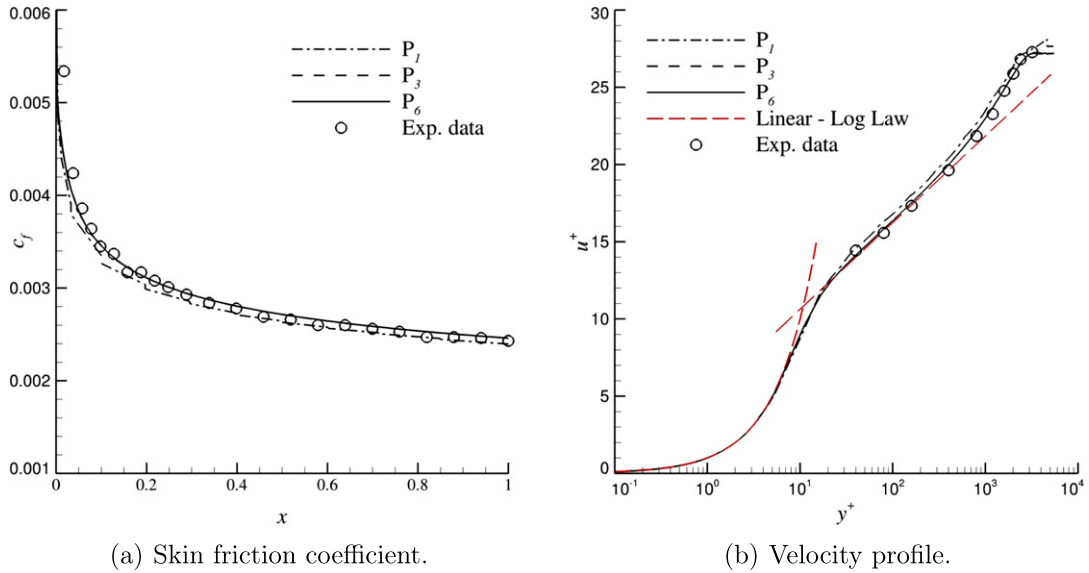 0.006
0.005
0.004
0.003
0.002
0.001
c_f
0 0.2 0.4 0.6 0.8 1
x
P_1
P_3
P_6
Exp. data
(a) Skin friction coefficient.
30
25
20
15
10
5
0
u^+
10^-1 10^0 10^1 10^2 10^3 10^4
y^+
P_1
P_3
P_6
Linear - Log Law
Exp. data
(b) Velocity profile.